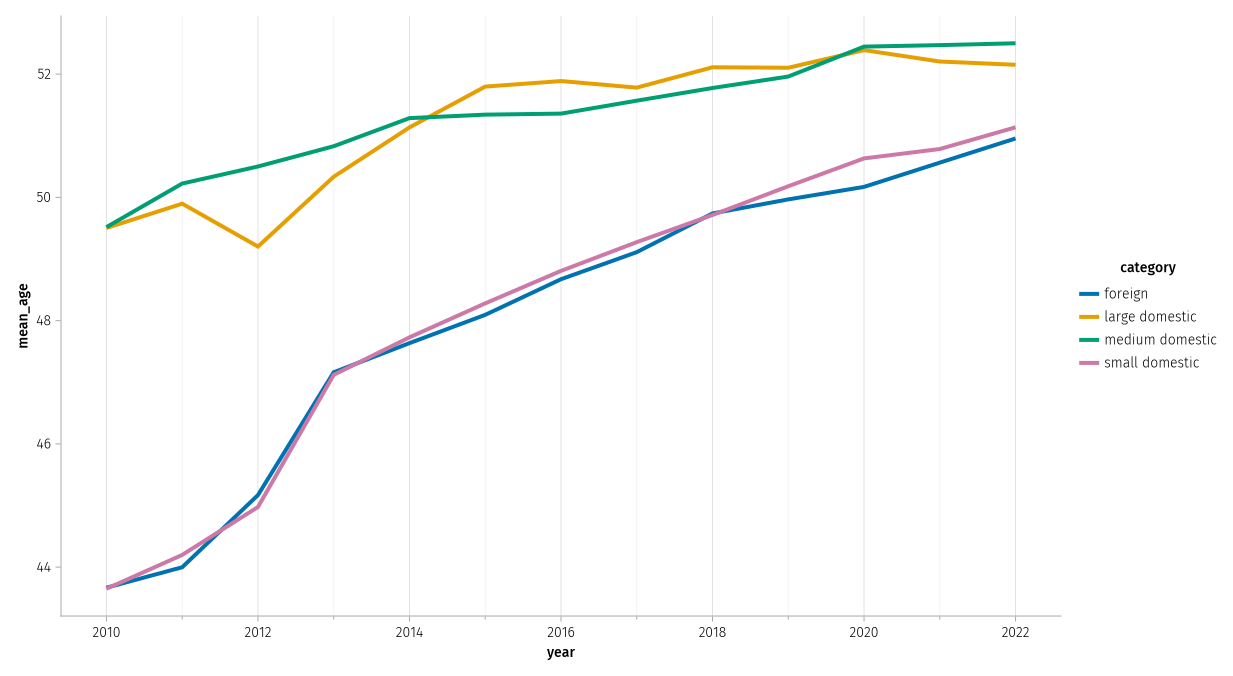 mean_age
52
50
48
46
44
2010 2012 2014 2016 2018 2020 2022
year
category
foreign
large domestic
medium domestic
small domestic